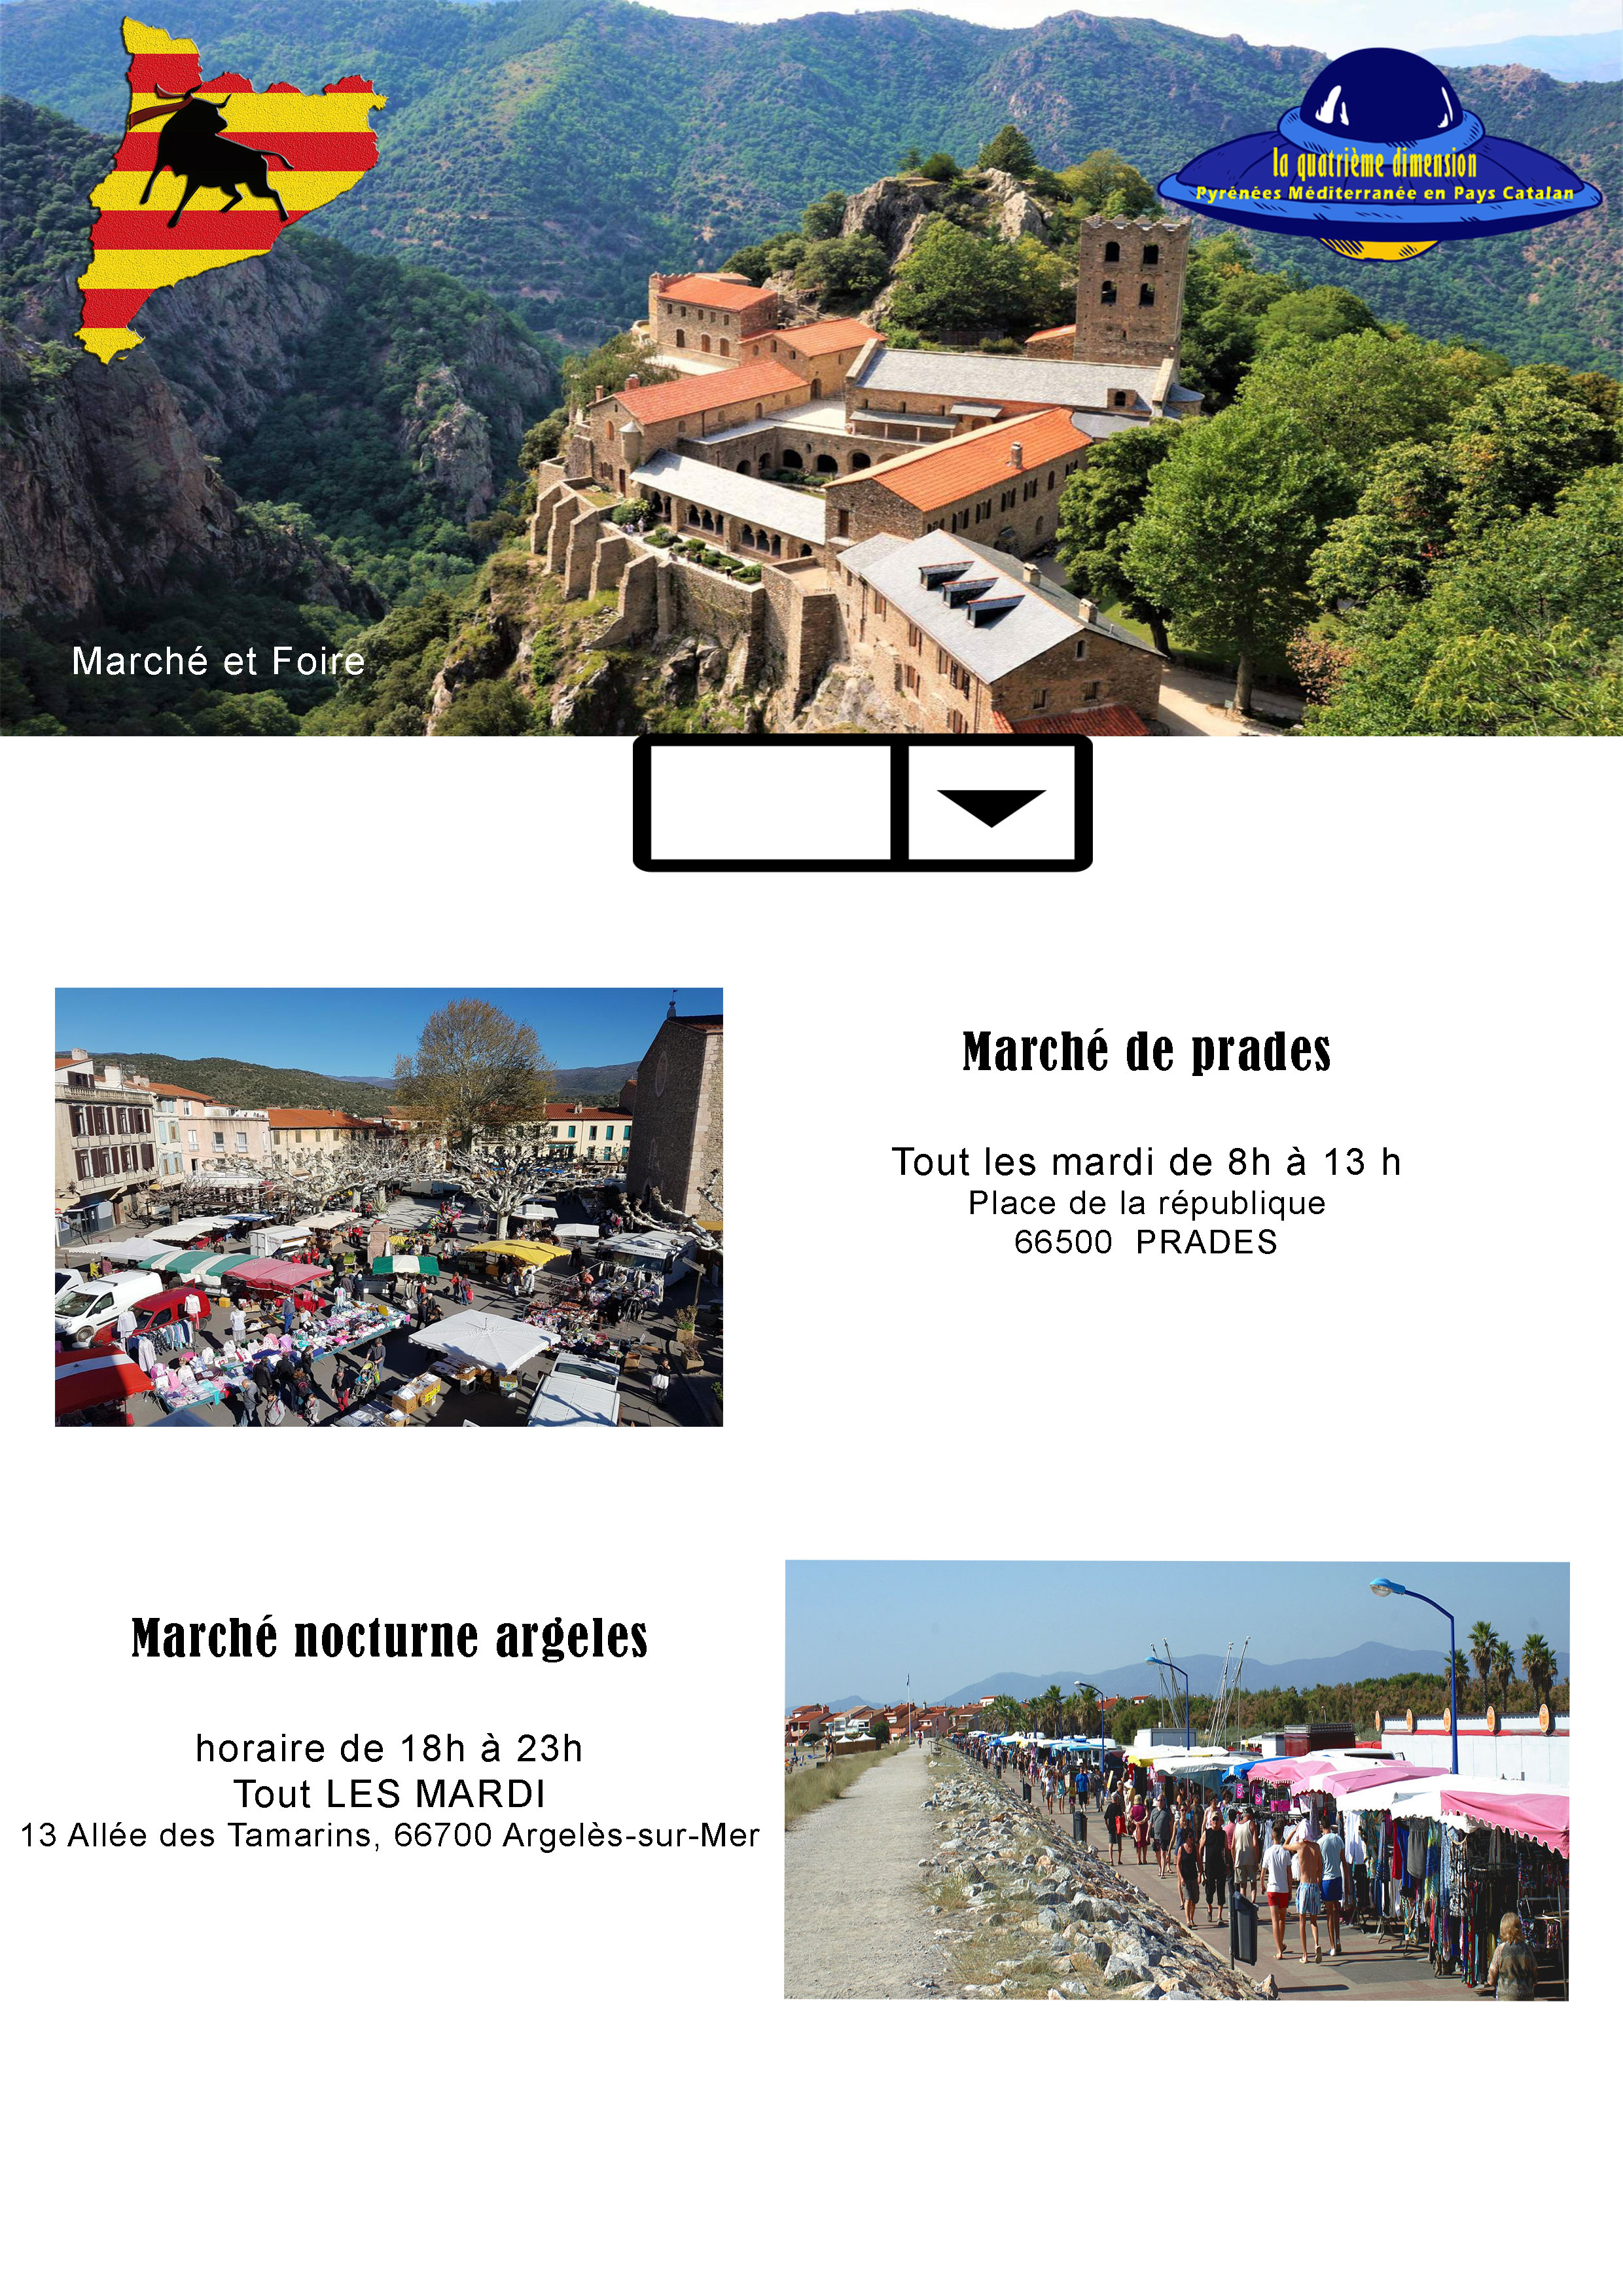 la quatrième dimension
Pyrénées Méditerranée en Pays Catalan
Marché et Foire
Marché de prades
Tout les mardi de 8h à 13 h
Place de la république
66500 PRADES
Marché nocturne argeles
horaire de 18h à 23h
Tout LES MARDI
13 Allée des Tamarins, 66700 Argelès-sur-Mer